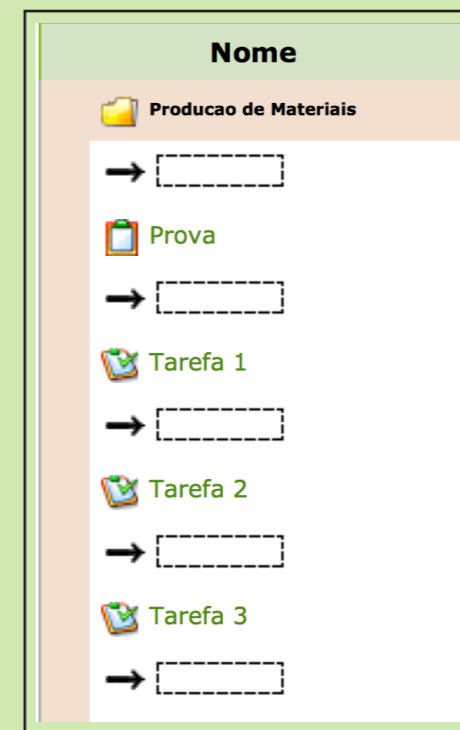 Nome
Producao de Materiais
Prova
Tarefa 1
Tarefa 2
Tarefa 3